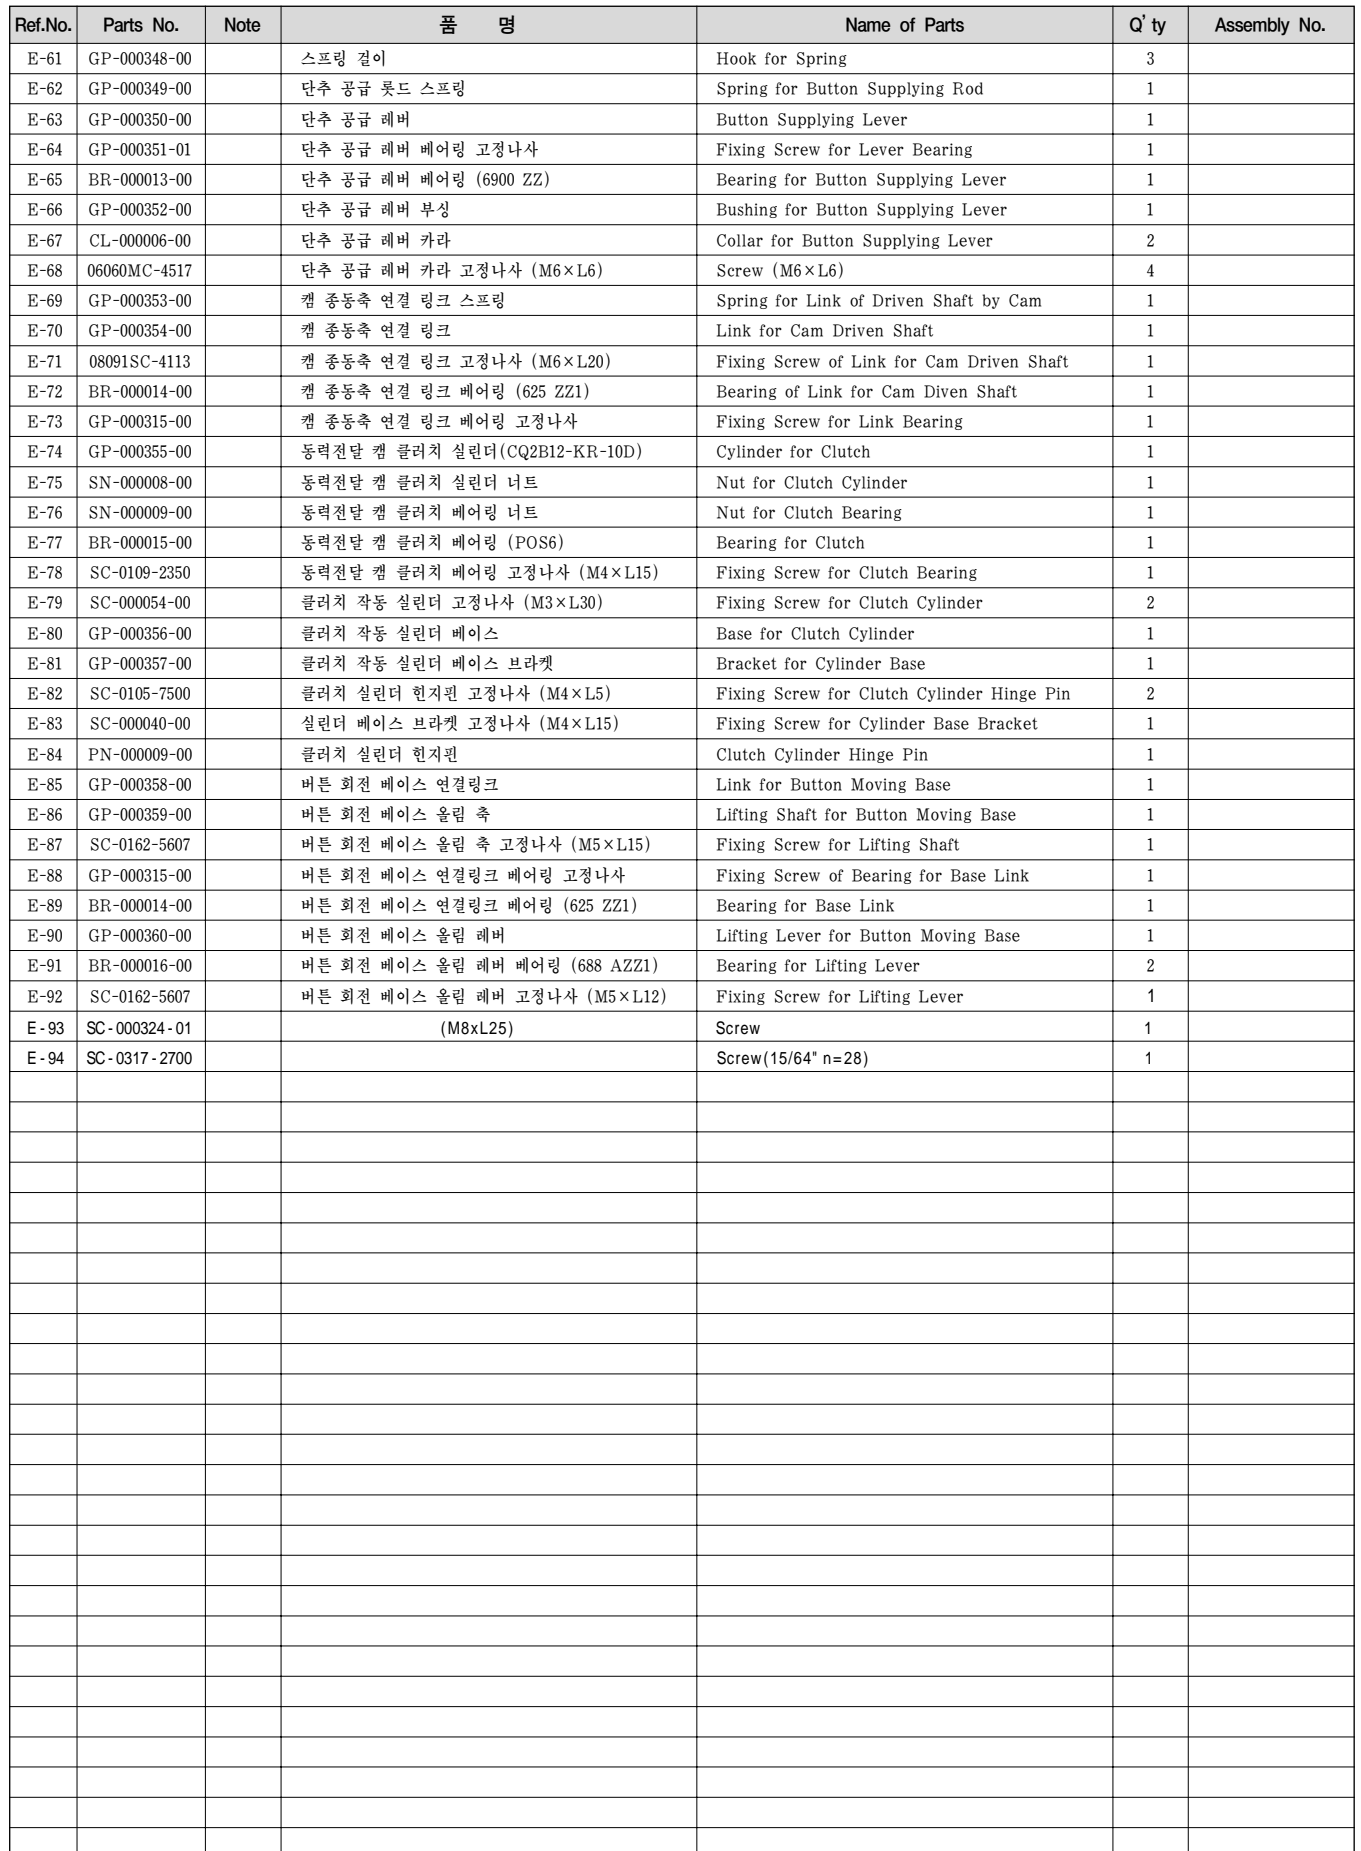 Ref.No. Parts No. Note 품 명 Name of Parts Q' ty Assembly No.
E-61 GP-000348-00 스프링 걸이 Hook for Spring 3
E-62 GP-000349-00 단추 공급 롯드 스프링 Spring for Button Supplying Rod 1
E-63 GP-000350-00 단추 공급 레버 Button Supplying Lever 1
E-64 GP-000351-01 단추 공급 레버 베어링 고정나사 Fixing Screw for Lever Bearing 1
E-65 BR-000013-00 단추 공급 레버 베어링 (6900 ZZ) Bearing for Button Supplying Lever 1
E-66 GP-000352-00 단추 공급 레버 부싱 Bushing for Button Supplying Lever 1
E-67 CL-000006-00 단추 공급 레버 카라 Collar for Button Supplying Lever 2
E-68 06060MC-4517 단추 공급 레버 카라 고정나사 (M6×L6) Screw (M6×L6) 4
E-69 GP-000353-00 캠 종동축 연결 링크 스프링 Spring for Link of Driven Shaft by Cam 1
E-70 GP-000354-00 캠 종동축 연결 링크 Link for Cam Driven Shaft 1
E-71 08091SC-4113 캠 종동축 연결 링크 고정나사 (M6×L20) Fixing Screw of Link for Cam Driven Shaft 1
E-72 BR-000014-00 캠 종동축 연결 링크 베어링 (625 ZZ1) Bearing of Link for Cam Diven Shaft 1
E-73 GP-000315-00 캠 종동축 연결 링크 베어링 고정나사 Fixing Screw for Link Bearing 1
E-74 GP-000355-00 동력전달 캠 클러치 실린더(CQ2B12-KR-10D) Cylinder for Clutch 1
E-75 SN-000008-00 동력전달 캠 클러치 실린더 너트 Nut for Clutch Cylinder 1
E-76 SN-000009-00 동력전달 캠 클러치 베어링 너트 Nut for Clutch Bearing 1
E-77 BR-000015-00 동력전달 캠 클러치 베어링 (POS6) Bearing for Clutch 1
E-78 SC-0109-2350 동력전달 캠 클러치 베어링 고정나사 (M4×L15) Fixing Screw for Clutch Bearing 1
E-79 SC-000054-00 클러치 작동 실린더 고정나사 (M3×L30) Fixing Screw for Clutch Cylinder 2
E-80 GP-000356-00 클러치 작동 실린더 베이스 Base for Clutch Cylinder 1
E-81 GP-000357-00 클러치 작동 실린더 베이스 브라켓 Bracket for Cylinder Base 1
E-82 SC-0105-7500 클러치 실린더 힌지핀 고정나사 (M4×L5) Fixing Screw for Clutch Cylinder Hinge Pin 2
E-83 SC-000040-00 실린더 베이스 브라켓 고정나사 (M4×L15) Fixing Screw for Cylinder Base Bracket 1
E-84 PN-000009-00 클러치 실린더 힌지핀 Clutch Cylinder Hinge Pin 1
E-85 GP-000358-00 버튼 회전 베이스 연결링크 Link for Button Moving Base 1
E-86 GP-000359-00 버튼 회전 베이스 올림 축 Lifting Shaft for Button Moving Base 1
E-87 SC-0162-5607 버튼 회전 베이스 올림 축 고정나사 (M5×L15) Fixing Screw for Lifting Shaft 1
E-88 GP-000315-00 버튼 회전 베이스 연결링크 베어링 고정나사 Fixing Screw of Bearing for Base Link 1
E-89 BR-000014-00 버튼 회전 베이스 연결링크 베어링 (625 ZZ1) Bearing for Base Link 1
E-90 GP-000360-00 버튼 회전 베이스 올림 레버 Lifting Lever for Button Moving Base 1
E-91 BR-000016-00 버튼 회전 베이스 올림 레버 베어링 (688 AZZ1) Bearing for Lifting Lever 2
E-92 SC-0162-5607 버튼 회전 베이스 올림 레버 고정나사 (M5×L12) Fixing Screw for Lifting Lever 1
E-93 SC-000324-01 (M8xL25) Screw 1
E-94 SC-0317-2700 Screw(15/64" n=28) 1